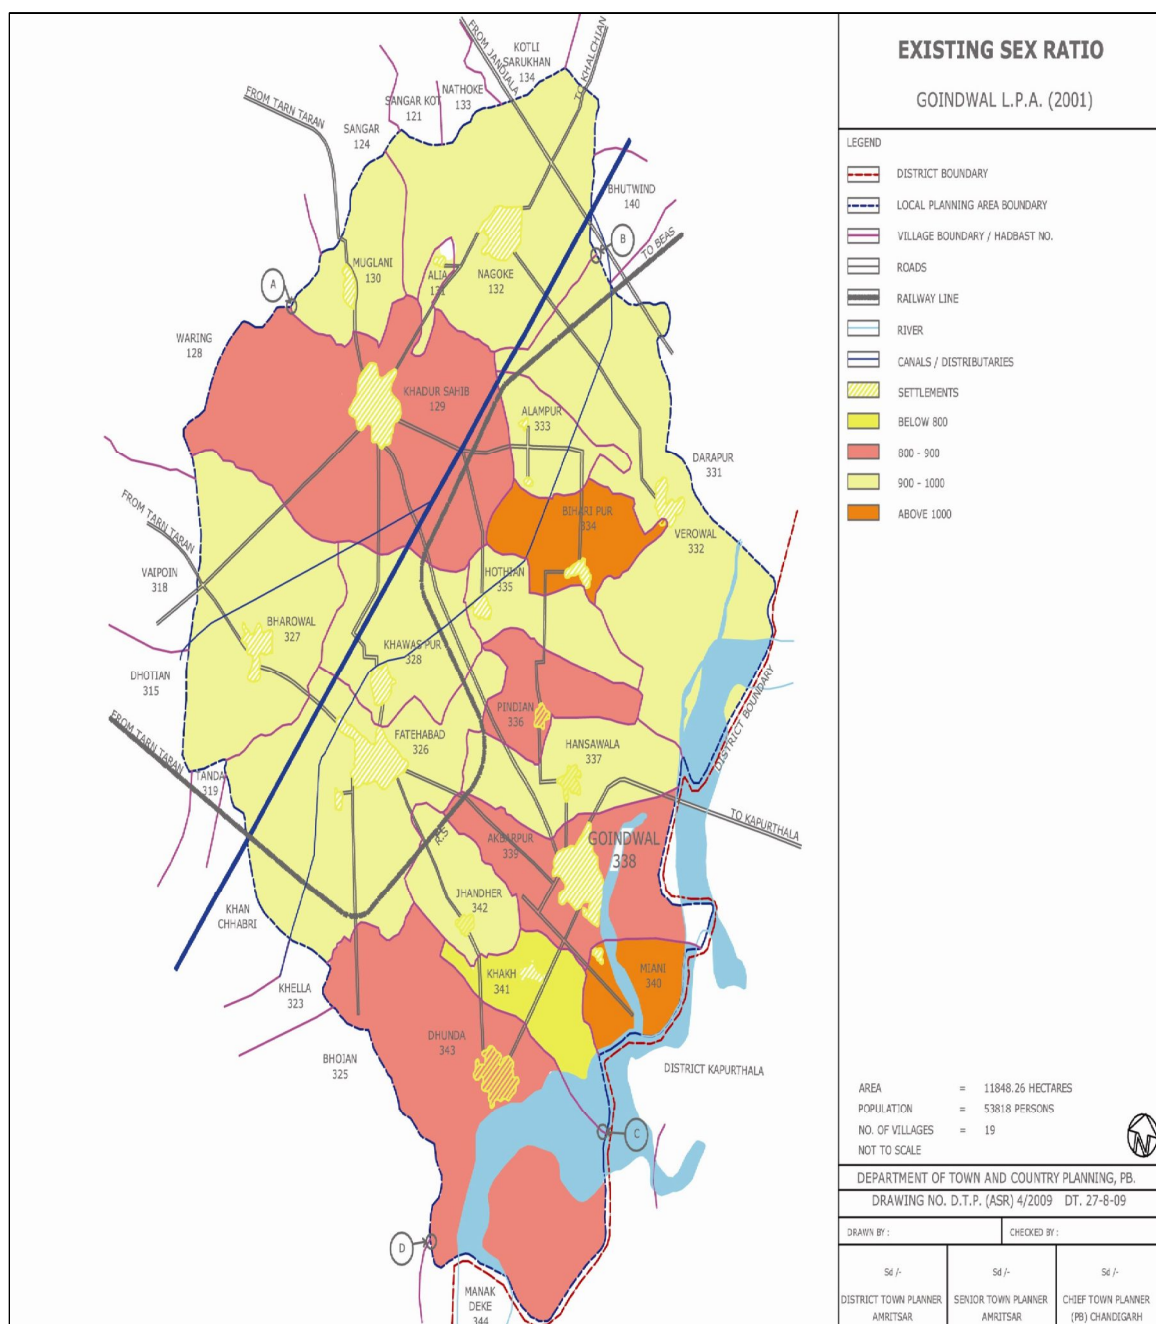 EXISTING SEX RATIO
GOINDWAL L.P.A. (2001)
LEGEND
DISTRICT BOUNDARY
LOCAL PLANNING AREA BOUNDARY
VILLAGE BOUNDARY / HADBAST NO.
ROADS
RAILWAY LINE
RIVER
CANALS / DISTRIBUTARIES
SETTLEMENTS
BELOW 800
800 - 900
900 - 1000
ABOVE 1000
FROM JANDIALA
KOTLI
SARUKHAN
134
TO KHALCHIAN
NATHOKE
133
SANGAR KOT
121
FROM TARN TARAN
SANGAR
124
BHUTWIND
140
B
TO BEAS
MUGLANI
130
ALIA
131
NAGOKE
132
A
WARING
128
KHADUR SAHIB
129
ALAMPUR
333
DARAPUR
331
FROM TARN TARAN
BIHARI PUR
334
VEROWAL
332
VAIPOIN
318
HOTHIAN
335
BHAROWAL
327
KHAWAS PUR
328
DHOTIAN
315
PINDIAN
336
DISTRICT BOUNDARY
FROM TARN TARAN
FATEHABAD
326
HANSAWALA
337
TANDA
319
TO KAPURTHALA
R.S
AKBARPUR
339
GOINDWAL
338
JHANDHER
342
KHAN
CHHABRI
KHAKH
341
MIANI
340
KHELLA
323
DHUNDA
343
BHOIAN
325
DISTRICT KAPURTHALA
C
D
MANAK
DEKE
344
AREA = 11848.26 HECTARES
POPULATION = 53818 PERSONS
NO. OF VILLAGES = 19
NOT TO SCALE
N
DEPARTMENT OF TOWN AND COUNTRY PLANNING, PB.
DRAWING NO. D.T.P. (ASR) 4/2009 DT. 27-8-09
DRAWN BY : CHECKED BY :
Sd /- Sd /- Sd /-
DISTRICT TOWN PLANNER SENIOR TOWN PLANNER CHIEF TOWN PLANNER
AMRITSAR AMRITSAR (PB) CHANDIGARH